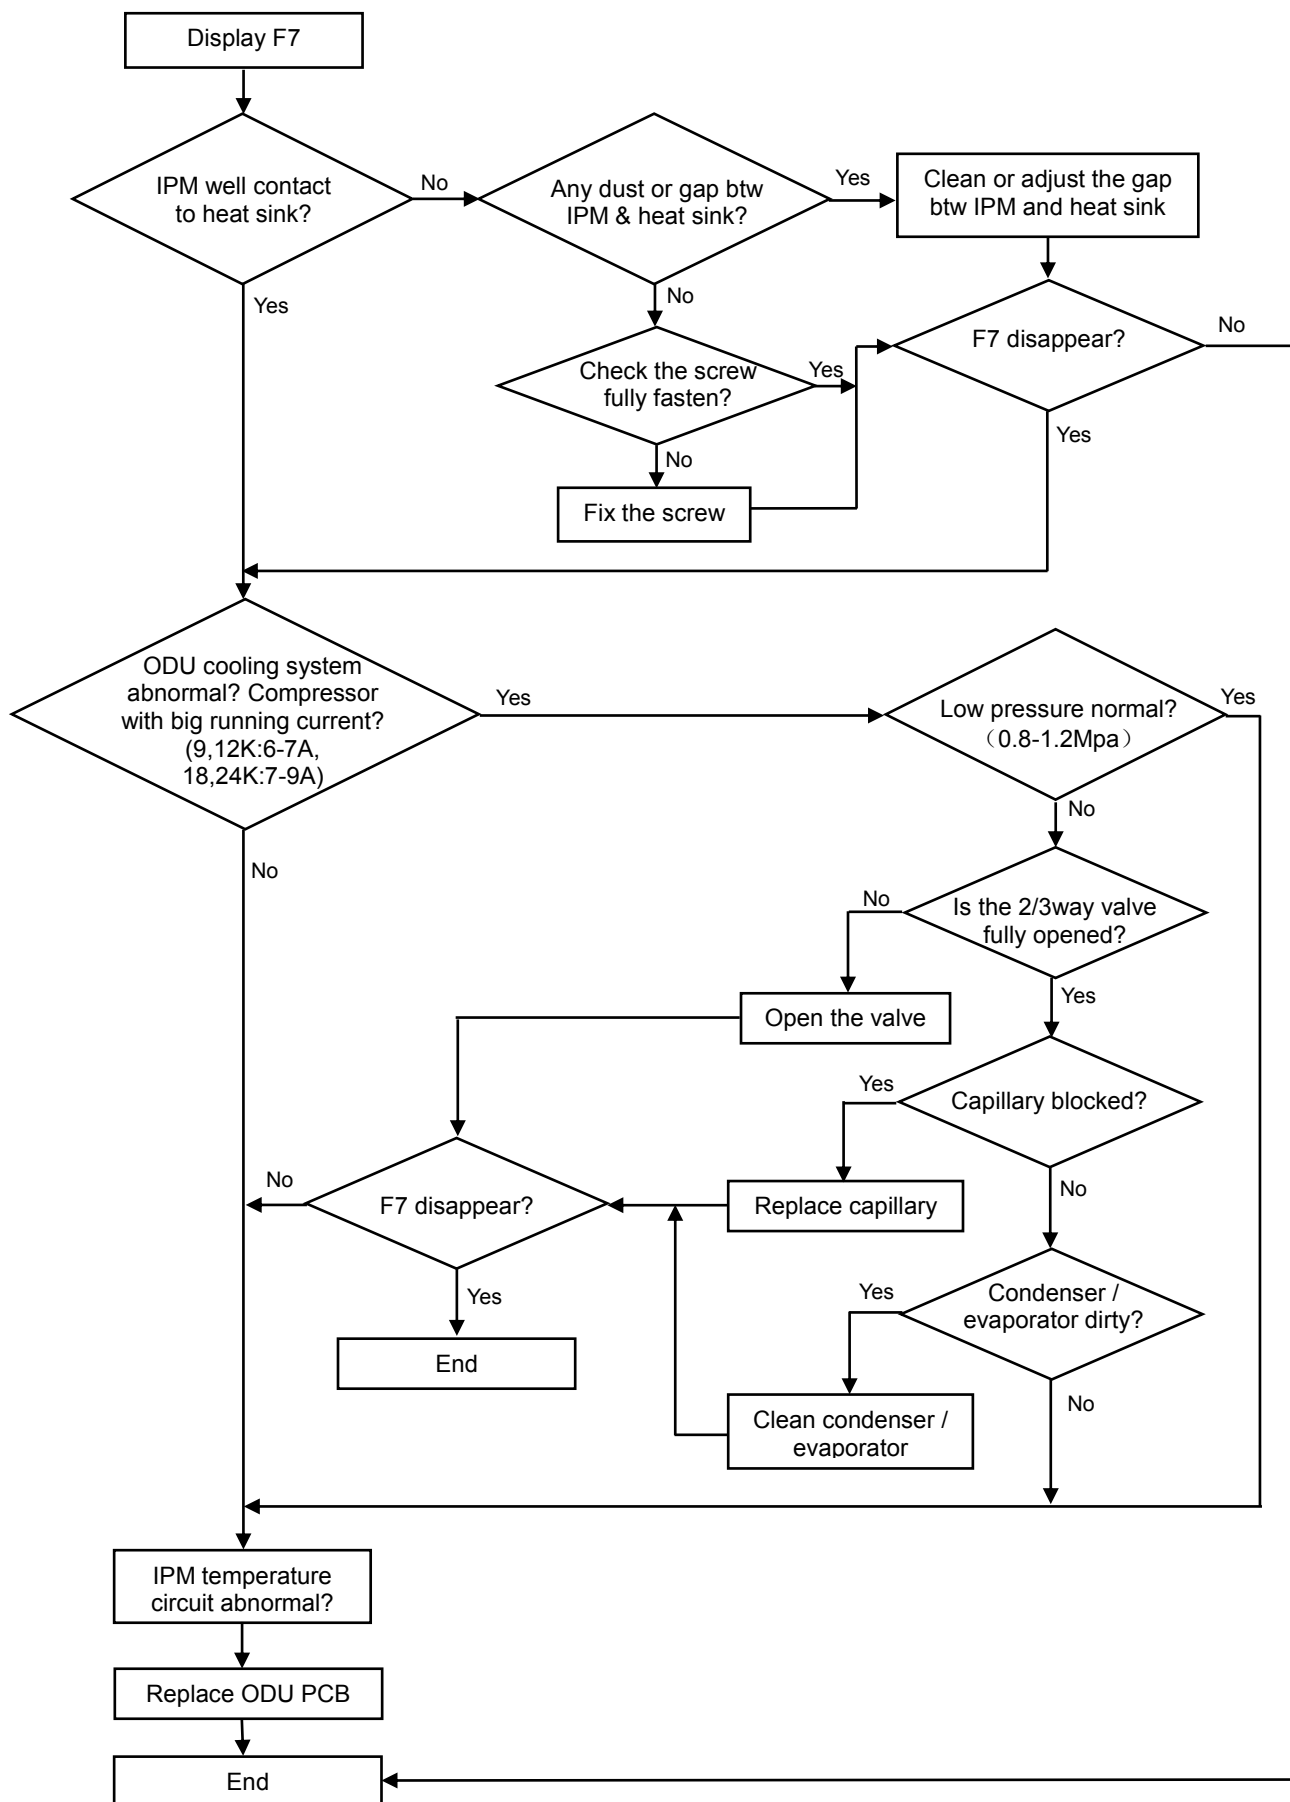 Display F7
IPM well contact
to heat sink?
No
Any dust or gap btw
IPM & heat sink?
Yes
Clean or adjust the gap
btw IPM and heat sink
Yes
No
F7 disappear?
No
Check the screw
fully fasten?
Yes
Yes
No
Fix the screw
ODU cooling system
abnormal? Compressor
with big running current?
(9,12K:6-7A,
18,24K:7-9A)
Yes
Low pressure normal?
（0.8-1.2Mpa）
Yes
No
No
Is the 2/3way valve
fully opened?
No
Yes
Open the valve
Capillary blocked?
Yes
No
Replace capillary
F7 disappear?
No
Yes
End
Condenser /
evaporator dirty?
Yes
No
Clean condenser /
evaporator
IPM temperature
circuit abnormal?
Replace ODU PCB
End